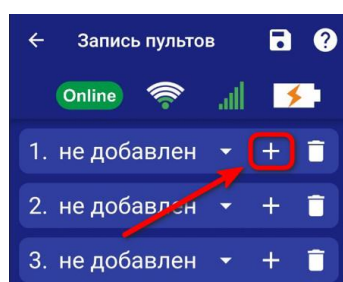 Запись пультов ?
Online
1. не добавлен
2. не добавлен
3. не добавлен